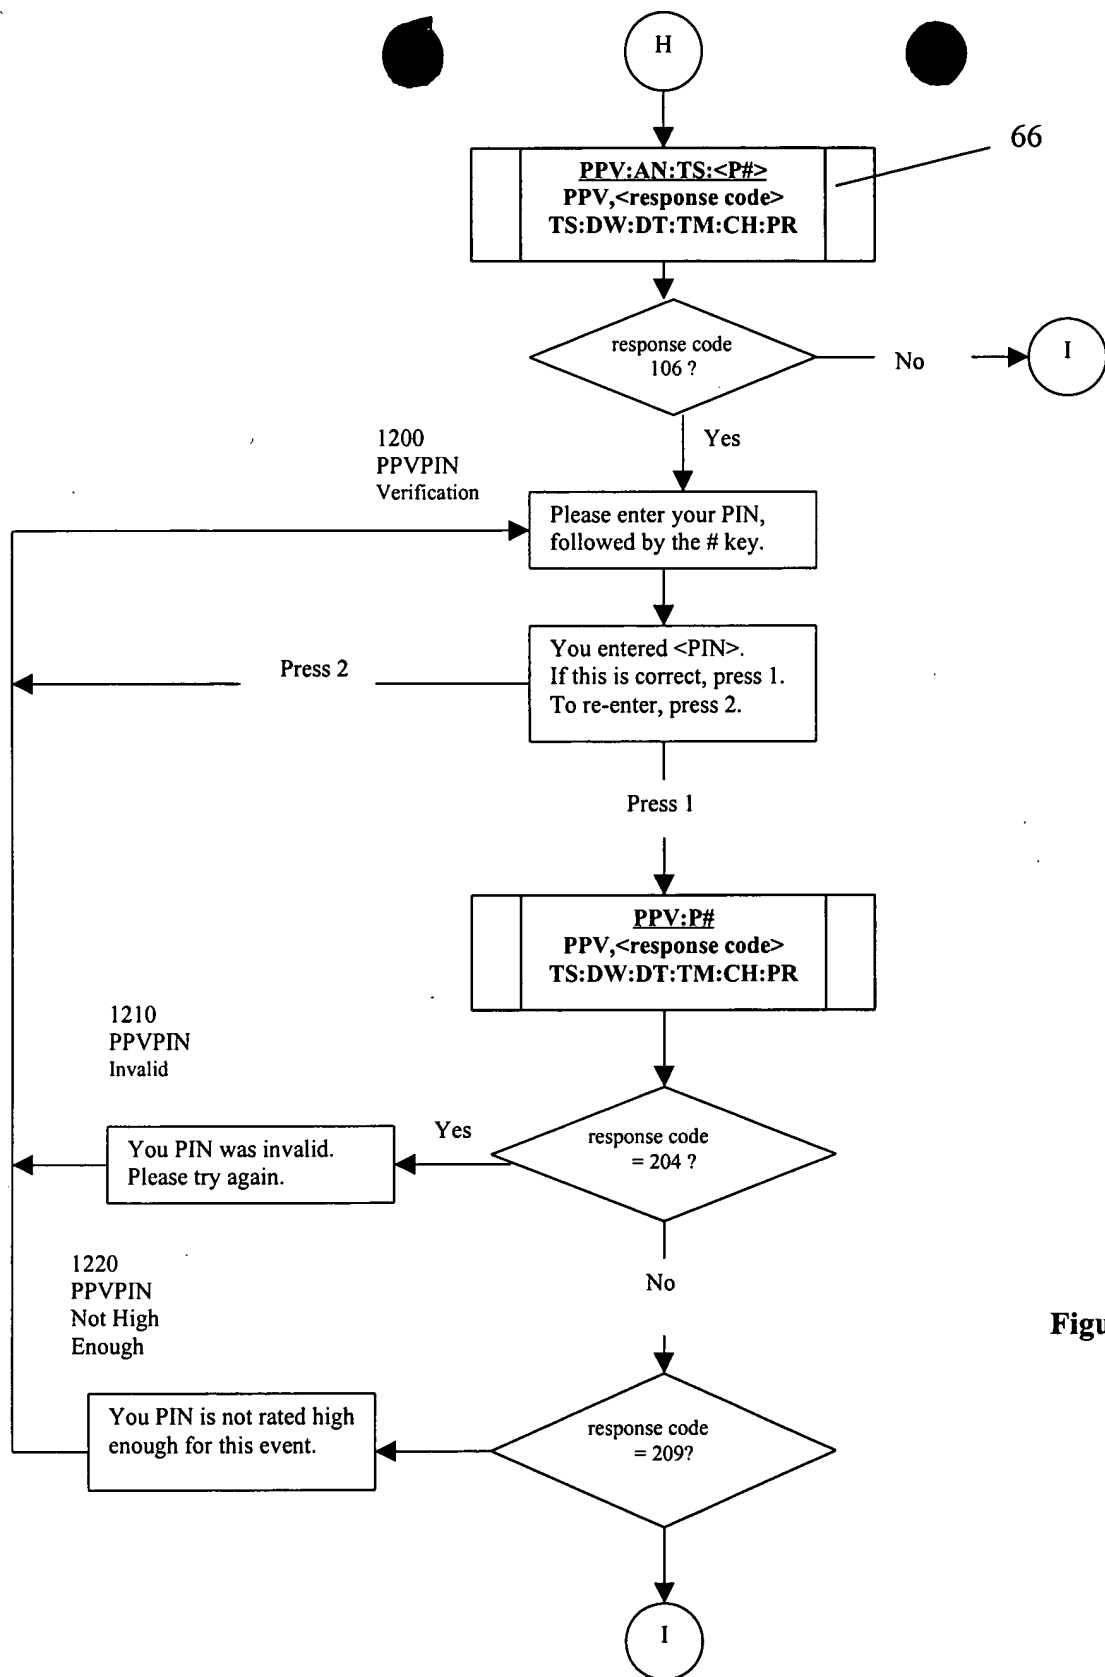 H
66
PPV:AN:TS:<P#>
PPV,<response code>
TS:DW:DT:TM:CH:PR
response code
106 ?
No
I
Yes
1200
PPVPIN
Verification
Please enter your PIN,
followed by the # key.
You entered <PIN>.
If this is correct, press 1.
To re-enter, press 2.
Press 2
Press 1
PPV:P#
PPV,<response code>
TS:DW:DT:TM:CH:PR
1210
PPVPIN
Invalid
response code
= 204 ?
Yes
You PIN was invalid.
Please try again.
No
1220
PPVPIN
Not High
Enough
Figu
You PIN is not rated high
enough for this event.
response code
= 209?
I